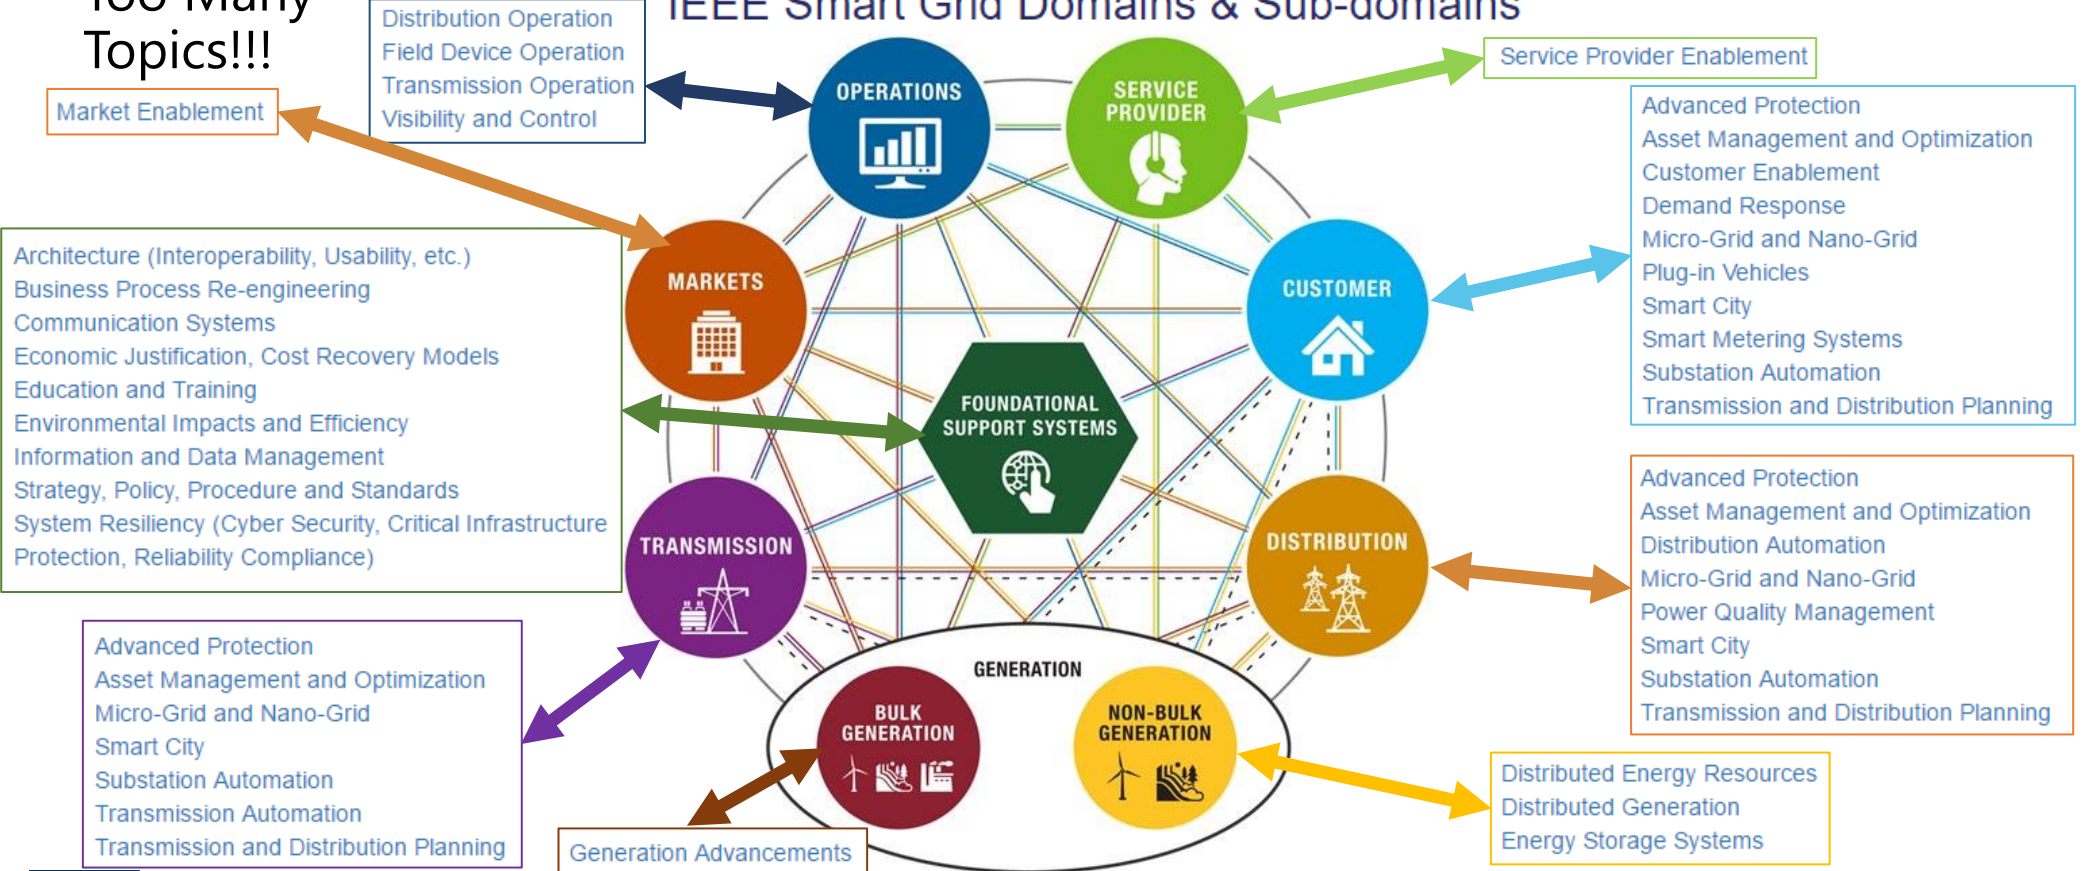 Too Many
Topics!!!
IEEE Smart Grid Domains & Sub-domains
Market Enablement
Distribution Operation
Field Device Operation
Transmission Operation
Visibility and Control
Service Provider Enablement
Advanced Protection
Asset Management and Optimization
Customer Enablement
Demand Response
Micro-Grid and Nano-Grid
Plug-in Vehicles
Smart City
Smart Metering Systems
Substation Automation
Transmission and Distribution Planning
Architecture (Interoperability, Usability, etc.)
Business Process Re-engineering
Communication Systems
Economic Justification, Cost Recovery Models
Education and Training
Environmental Impacts and Efficiency
Information and Data Management
Strategy, Policy, Procedure and Standards
System Resiliency (Cyber Security, Critical Infrastructure
Protection, Reliability Compliance)
OPERATIONS
SERVICE
PROVIDER
MARKETS
CUSTOMER
FOUNDATIONAL
SUPPORT SYSTEMS
TRANSMISSION
DISTRIBUTION
GENERATION
BULK
GENERATION
NON-BULK
GENERATION
Advanced Protection
Asset Management and Optimization
Distribution Automation
Micro-Grid and Nano-Grid
Power Quality Management
Smart City
Substation Automation
Transmission and Distribution Planning
Advanced Protection
Asset Management and Optimization
Micro-Grid and Nano-Grid
Smart City
Substation Automation
Transmission Automation
Transmission and Distribution Planning
Generation Advancements
Distributed Energy Resources
Distributed Generation
Energy Storage Systems